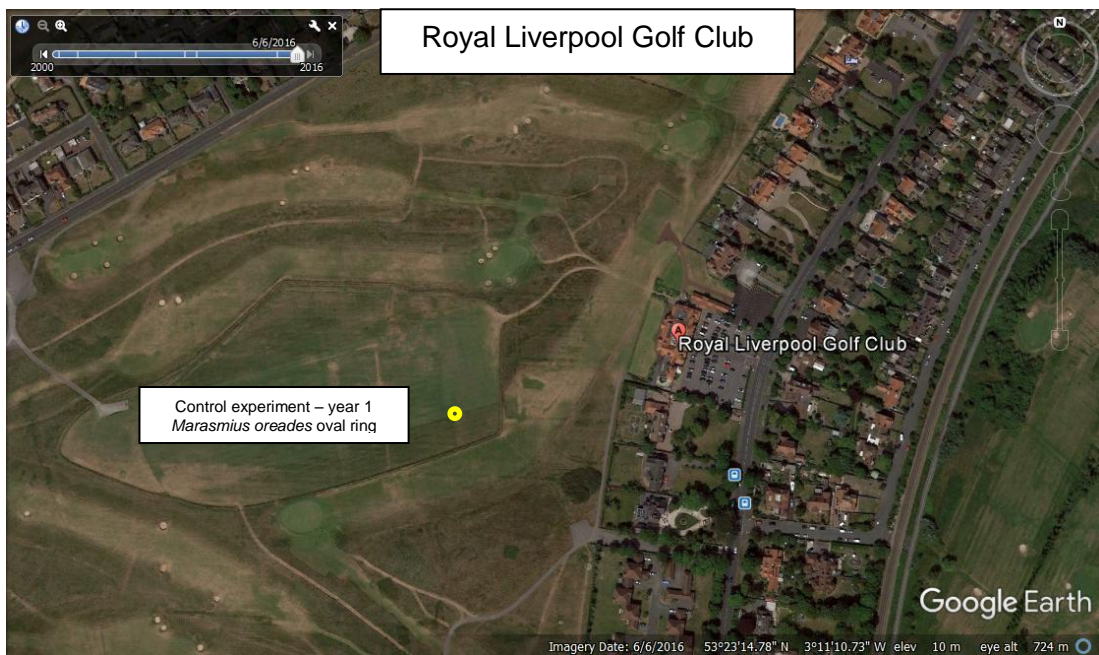 Royal Liverpool Golf Club
6/6/2016
2000
2016
N
A
Royal Liverpool Golf Club
Control experiment – year 1
Marasmius oreades oval ring
Google Earth
Imagery Date: 6/6/2016 53°23'14.78" N 3°11'10.73" W elev 10 m eye alt 724 m